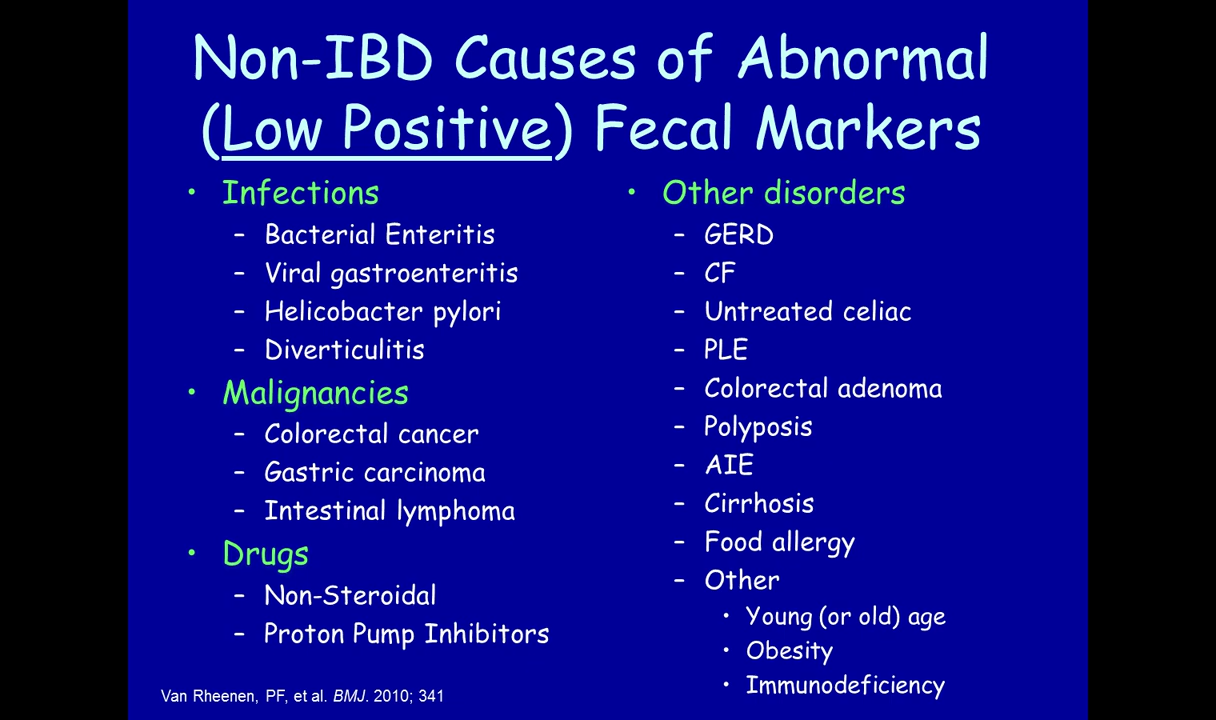 Non-IBD Causes of Abnormal
(Low Positive) Fecal Markers
• Infections
– Bacterial Enteritis
– Viral gastroenteritis
– Helicobacter pylori
– Diverticulitis
• Malignancies
– Colorectal cancer
– Gastric carcinoma
– Intestinal lymphoma
• Drugs
– Non-Steroidal
– Proton Pump Inhibitors
• Other disorders
– GERD
– CF
– Untreated celiac
– PLE
– Colorectal adenoma
– Polyposis
– AIE
– Cirrhosis
– Food allergy
– Other
• Young (or old) age
• Obesity
• Immunodeficiency
Van Rheenen, PF, et al. BMJ. 2010; 341